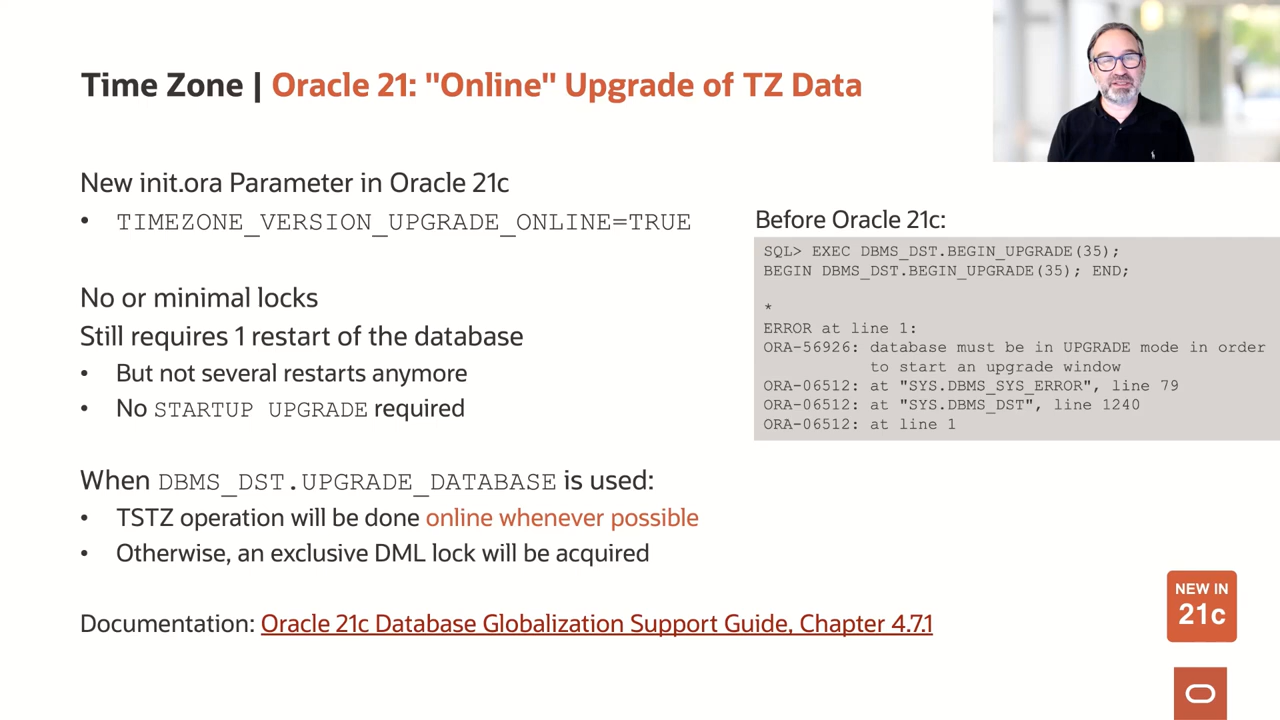 Time Zone | Oracle 21: "Online" Upgrade of TZ Data
New init.ora Parameter in Oracle 21c
• TIMEZONE_VERSION_UPGRADE_ONLINE=TRUE
No or minimal locks
Still requires 1 restart of the database
• But not several restarts anymore
• No STARTUP UPGRADE required
When DBMS_DST.UPGRADE_DATABASE is used:
• TSTZ operation will be done online whenever possible
• Otherwise, an exclusive DML lock will be acquired
Documentation: Oracle 21c Database Globalization Support Guide, Chapter 4.7.1
Before Oracle 21c:
SQL> EXEC DBMS_DST.BEGIN_UPGRADE(35);
BEGIN DBMS_DST.BEGIN_UPGRADE(35); END;
*
ERROR at line 1:
ORA-56926: database must be in UPGRADE mode in order
to start an upgrade window
ORA-06512: at "SYS.DBMS_SYS_ERROR", line 79
ORA-06512: at "SYS.DBMS_DST", line 1240
ORA-06512: at line 1
NEW IN
21c